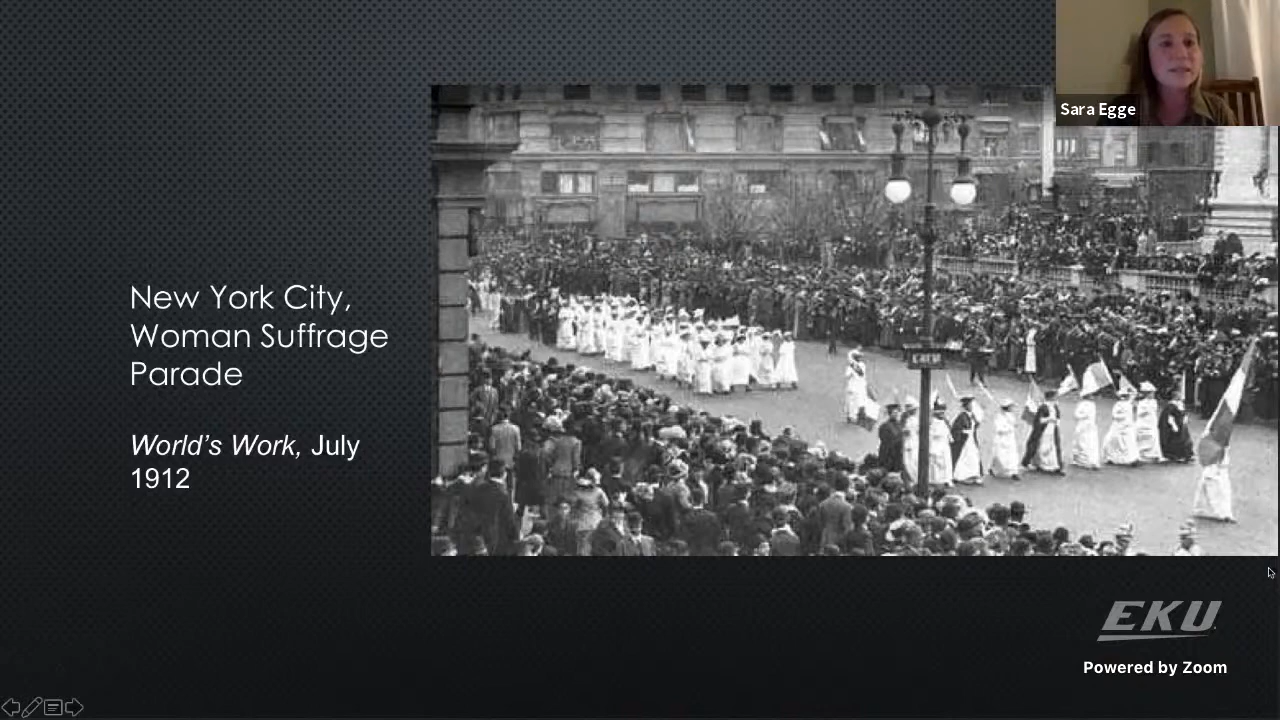 Sara Egge
New York City,
Woman Suffrage
Parade
World's Work, July
1912
EKU
Powered by Zoom